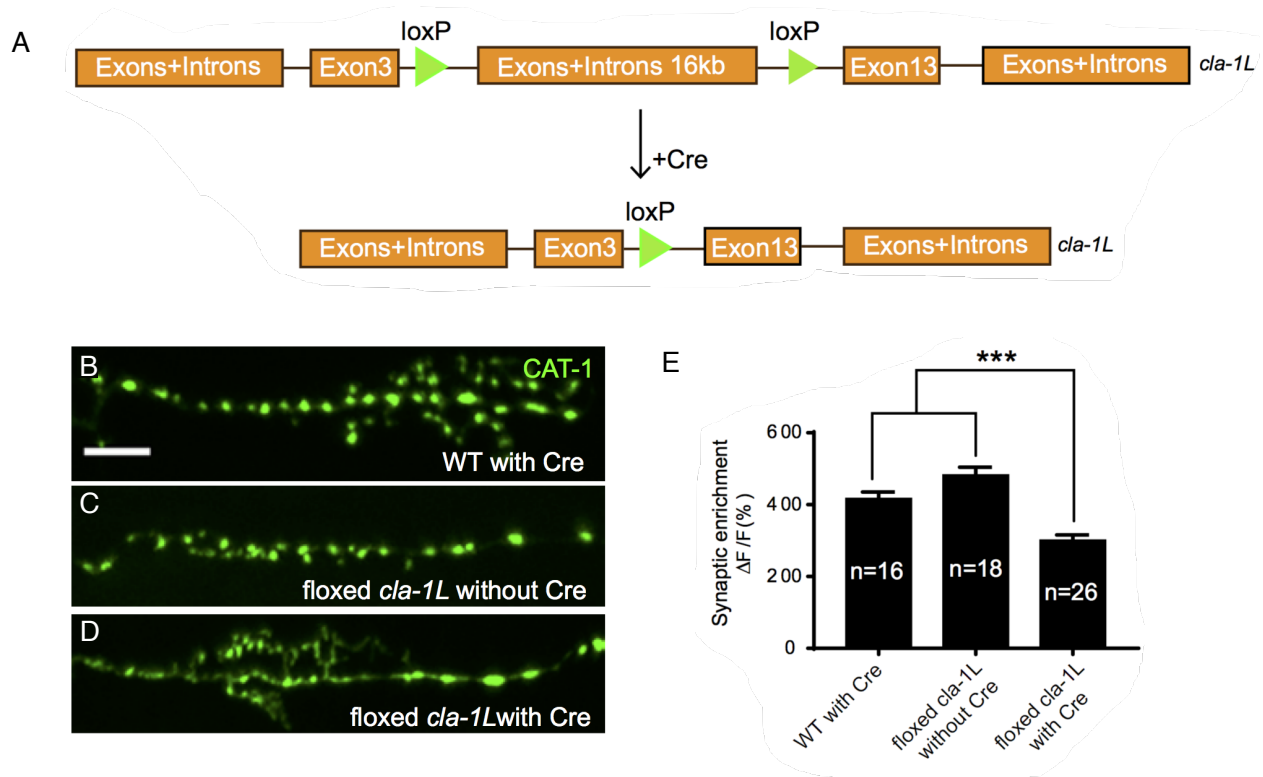 A
loxP
loxP
Exons+Introns
Exon3
Exons+Introns 16kb
Exon13
Exons+Introns
cla-1L
+Cre
loxP
Exons+Introns
Exon3
Exon13
Exons+Introns
cla-1L
B
CAT-1
WT with Cre
C
floxed cla-1L without Cre
D
floxed cla-1Lwith Cre
E
***
Synaptic enrichment
ΔF /F(%)
600
400
200
0
n=16
n=18
n=26
WT with Cre
floxed cla-1L
without Cre
floxed cla-1L
with Cre